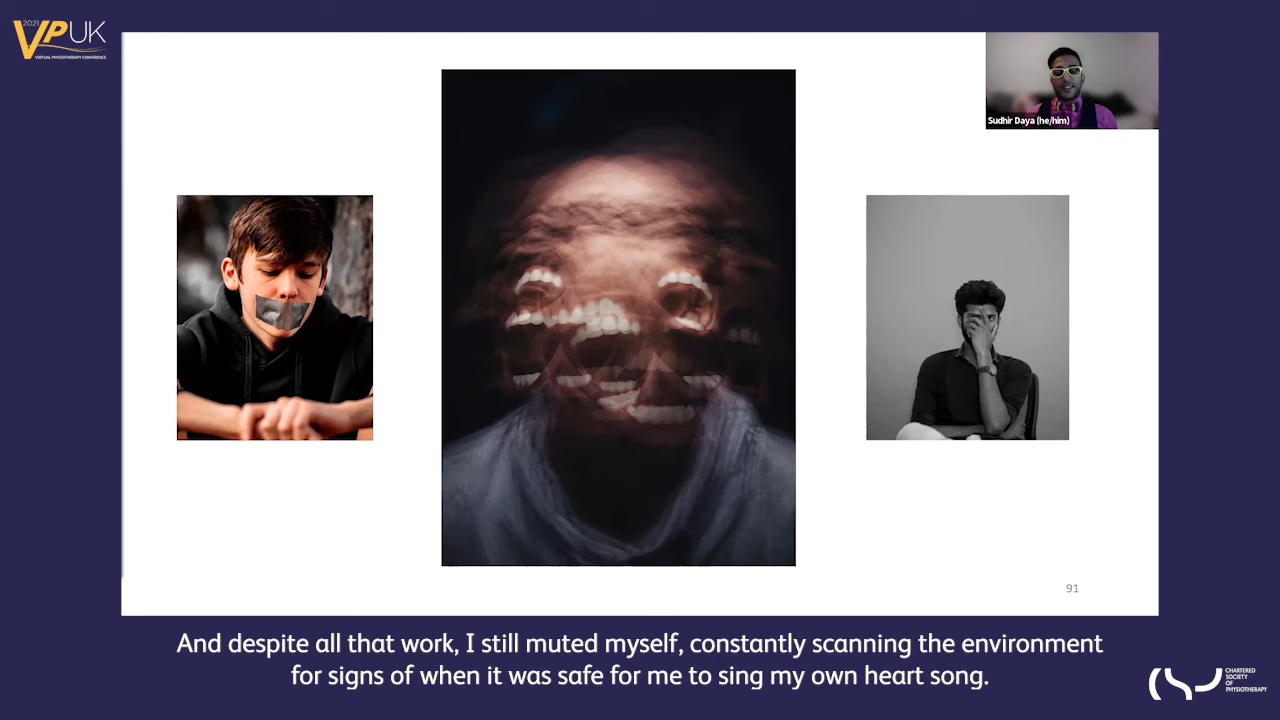 2021
VPUK
VIRTUAL PHYSIOTHERAPY CONFERENCE
Sudhir Daya (he/him)
91
And despite all that work, I still muted myself, constantly scanning the environment
for signs of when it was safe for me to sing my own heart song.
CHARTERED
SOCIETY
OF
PHYSIOTHERAPY